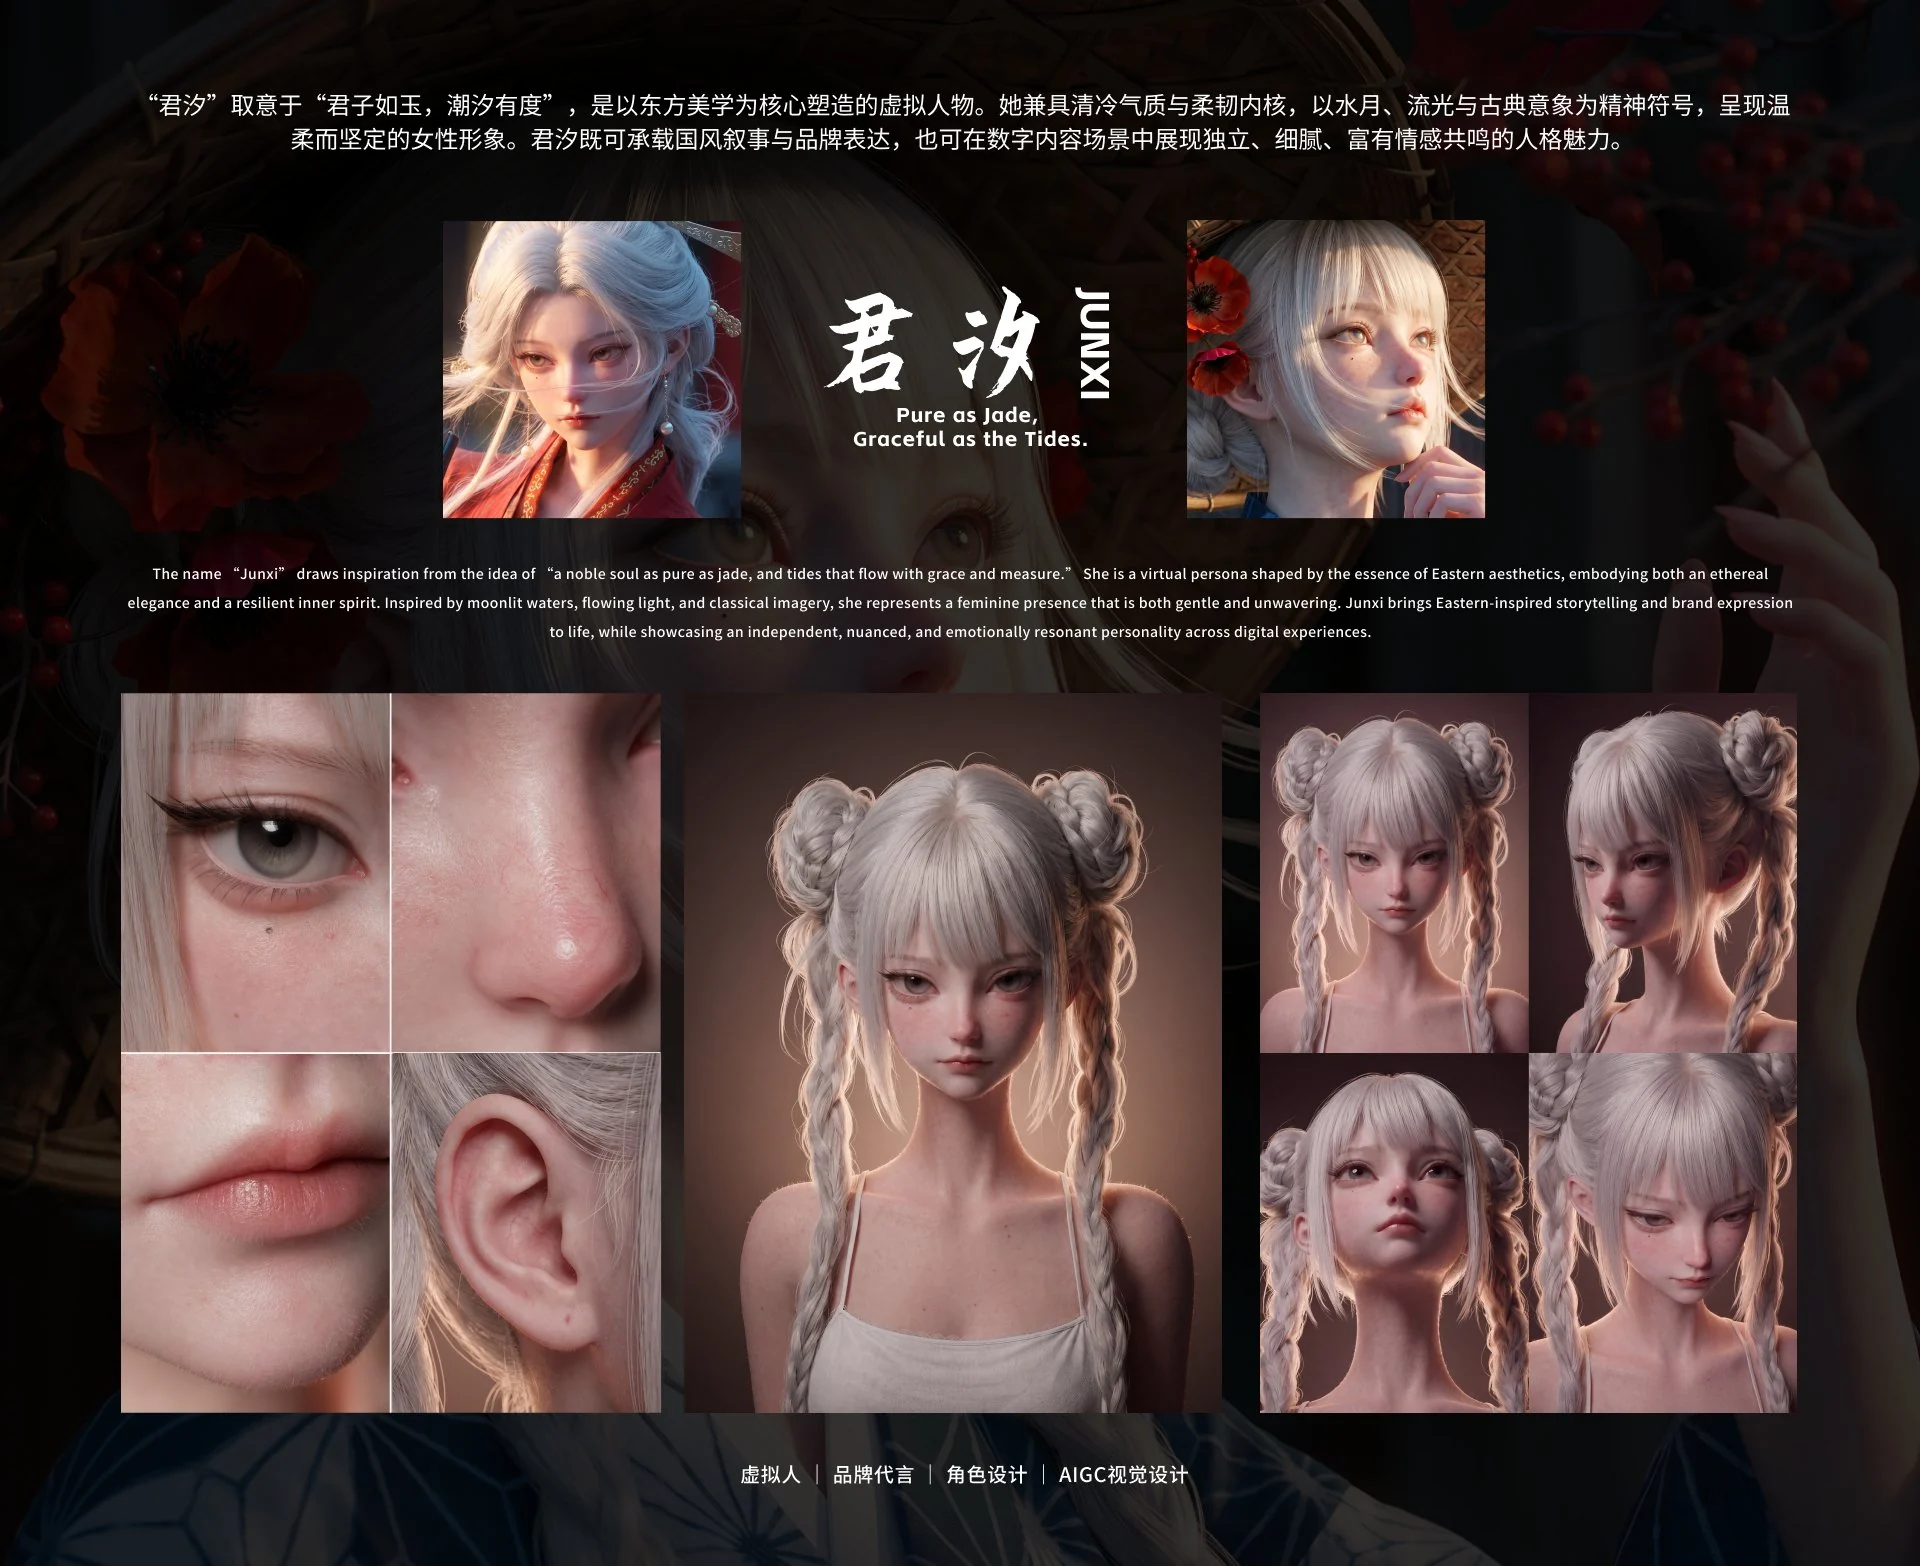 “君汐”取意于“君子如玉，潮汐有度”，是以东方美学为核心塑造的虚拟人物。她兼具清冷气质与柔韧内核，以水月、流光与古典意象为精神符号，呈现温
柔而坚定的女性形象。君汐既可承载国风叙事与品牌表达，也可在数字内容场景中展现独立、细腻、富有情感共鸣的人格魅力。
君汐
JUNXI
Pure as Jade,
Graceful as the Tides.
The name “Junxi” draws inspiration from the idea of “a noble soul as pure as jade, and tides that flow with grace and measure.” She is a virtual persona shaped by the essence of Eastern aesthetics, embodying both an ethereal
elegance and a resilient inner spirit. Inspired by moonlit waters, flowing light, and classical imagery, she represents a feminine presence that is both gentle and unwavering. Junxi brings Eastern-inspired storytelling and brand expression
to life, while showcasing an independent, nuanced, and emotionally resonant personality across digital experiences.
虚拟人｜品牌代言｜角色设计｜AIGC视觉设计